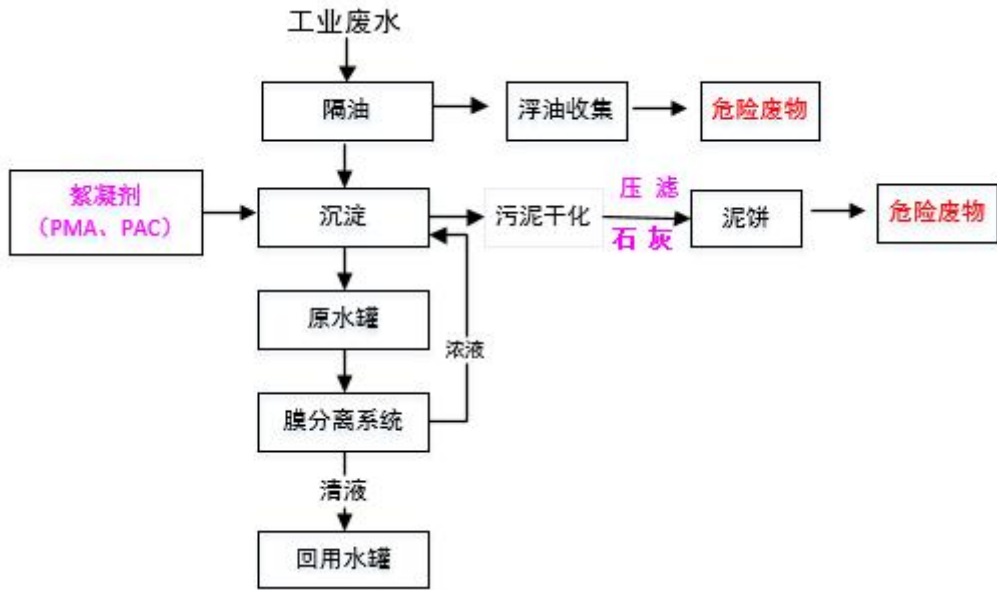 工业废水
隔油
浮油收集
危险废物
絮凝剂
（PMA、PAC）
沉淀
污泥干化
压 滤
石 灰
泥饼
危险废物
原水罐
浓液
膜分离系统
清液
回用水罐